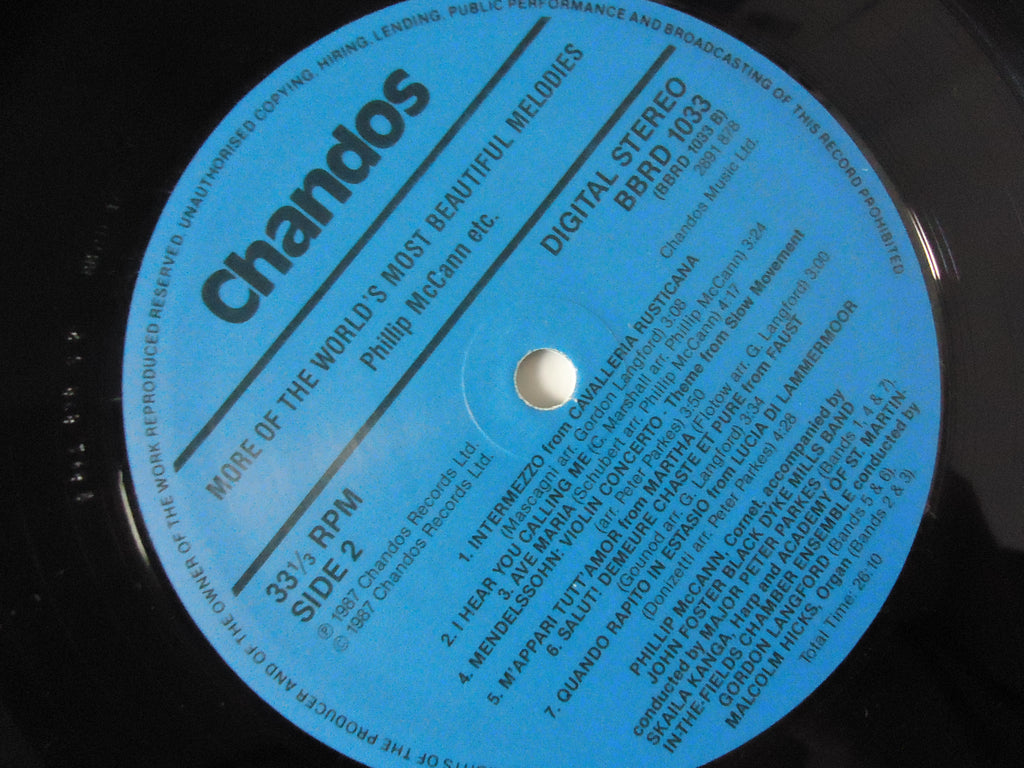 NTS OF THE PRODUCER AND OF THE OWNER OF THE WORK REPRODUCED RESERVED. UNAUTHORISED COPYING, HIRING, LENDING, PUBLIC PERFORMANCE AND BROADCASTING OF THIS RECORD PROHIBITED
Chandos
MORE OF THE WORLD'S MOST BEAUTIFUL MELODIES
Phillip McCann etc.
33⅓ RPM
SIDE 2
℗ 1987 Chandos Records Ltd.
© 1987 Chandos Records Ltd.
DIGITAL STEREO
BBRD 1033
(BBRD 1033 B)
2891 878
Chandos Music Ltd.
1. INTERMEZZO from CAVALLERIA RUSTICANA
(Mascagni arr. Gordon Langford) 3:08
2. I HEAR YOU CALLING ME (C. Marshall arr. Phillip McCann) 3:24
3. AVE MARIA (Schubert arr. Philip McCann) 4:17
4. MENDELSSOHN: VIOLIN CONCERTO - Theme from Slow Movement
(arr. Peter Parkes) 3:50
5. M'APPARI TUTT' AMOR from MARTHA (Flotow arr. G. Langford) 3:00
6. SALUT! DEMEURE CHASTE ET PURE from FAUST
(Gounod arr. G. Langford) 3:34
7. QUANDO RAPITO IN ESTASIO from LUCIA DI LAMMERMOOR
(Donizetti arr. Peter Parkes) 4:28
PHILLIP McCANN, Cornet accompanied by
JOHN FOSTER BLACK DYKE MILLS BAND
conducted by MAJOR PETER PARKES (Bands 1, 4, & 7).
SKAILA KANGA, Harp and ACADEMY OF ST. MARTIN-
IN-THE-FIELDS CHAMBER ENSEMBLE conducted by
GORDON LANGFORD (Bands 5 & 6),
MALCOLM HICKS, Organ (Bands 2 & 3),
Total Time: 26:10